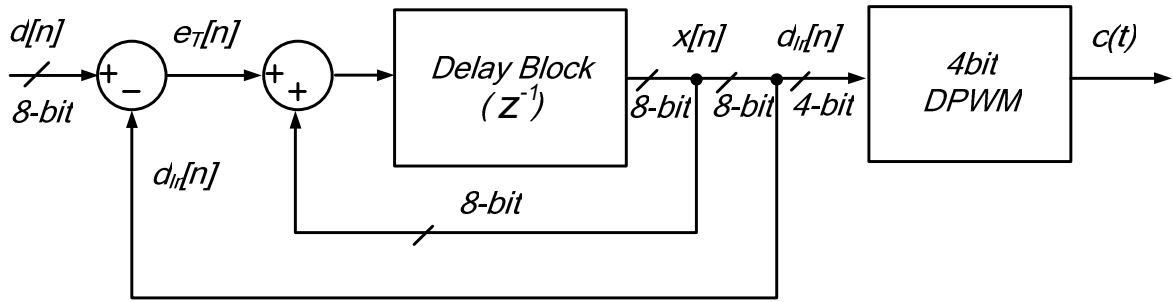 d[n]
8-bit
+
−
e_T[n]
+
+
Delay Block
( z⁻¹ )
x[n]
8-bit
8-bit
d_lr[n]
4-bit
4bit
DPWM
c(t)
d_lr[n]
8-bit